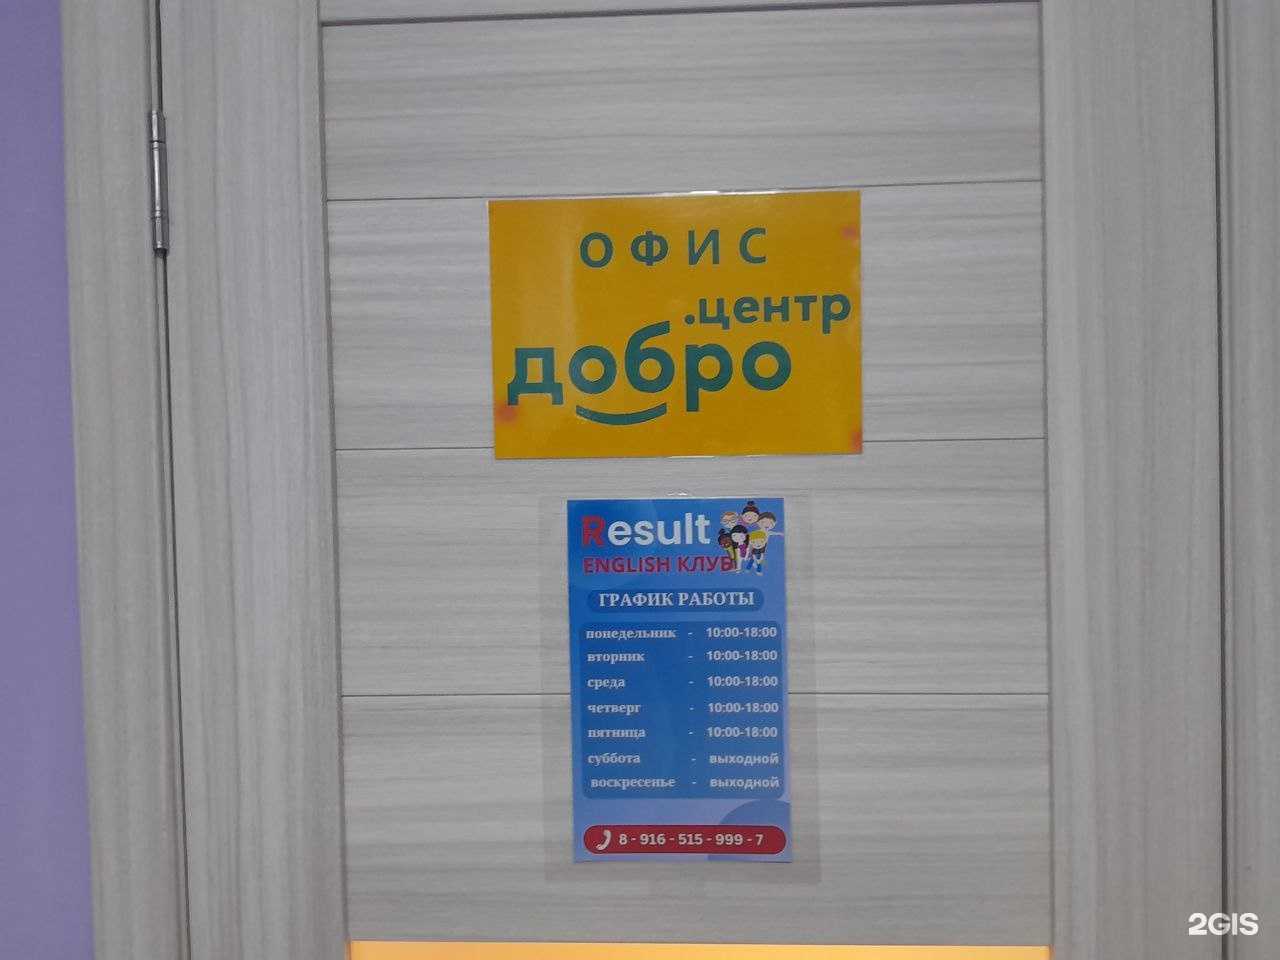 ОФИС
.центр
добро
Result
ENGLISH КЛУБ
ГРАФИК РАБОТЫ
понедельник - 10:00-18:00
вторник - 10:00-18:00
среда - 10:00-18:00
четверг - 10:00-18:00
пятница - 10:00-18:00
суббота - выходной
воскресенье - выходной
8 - 916 - 515 - 999 - 7
2GIS